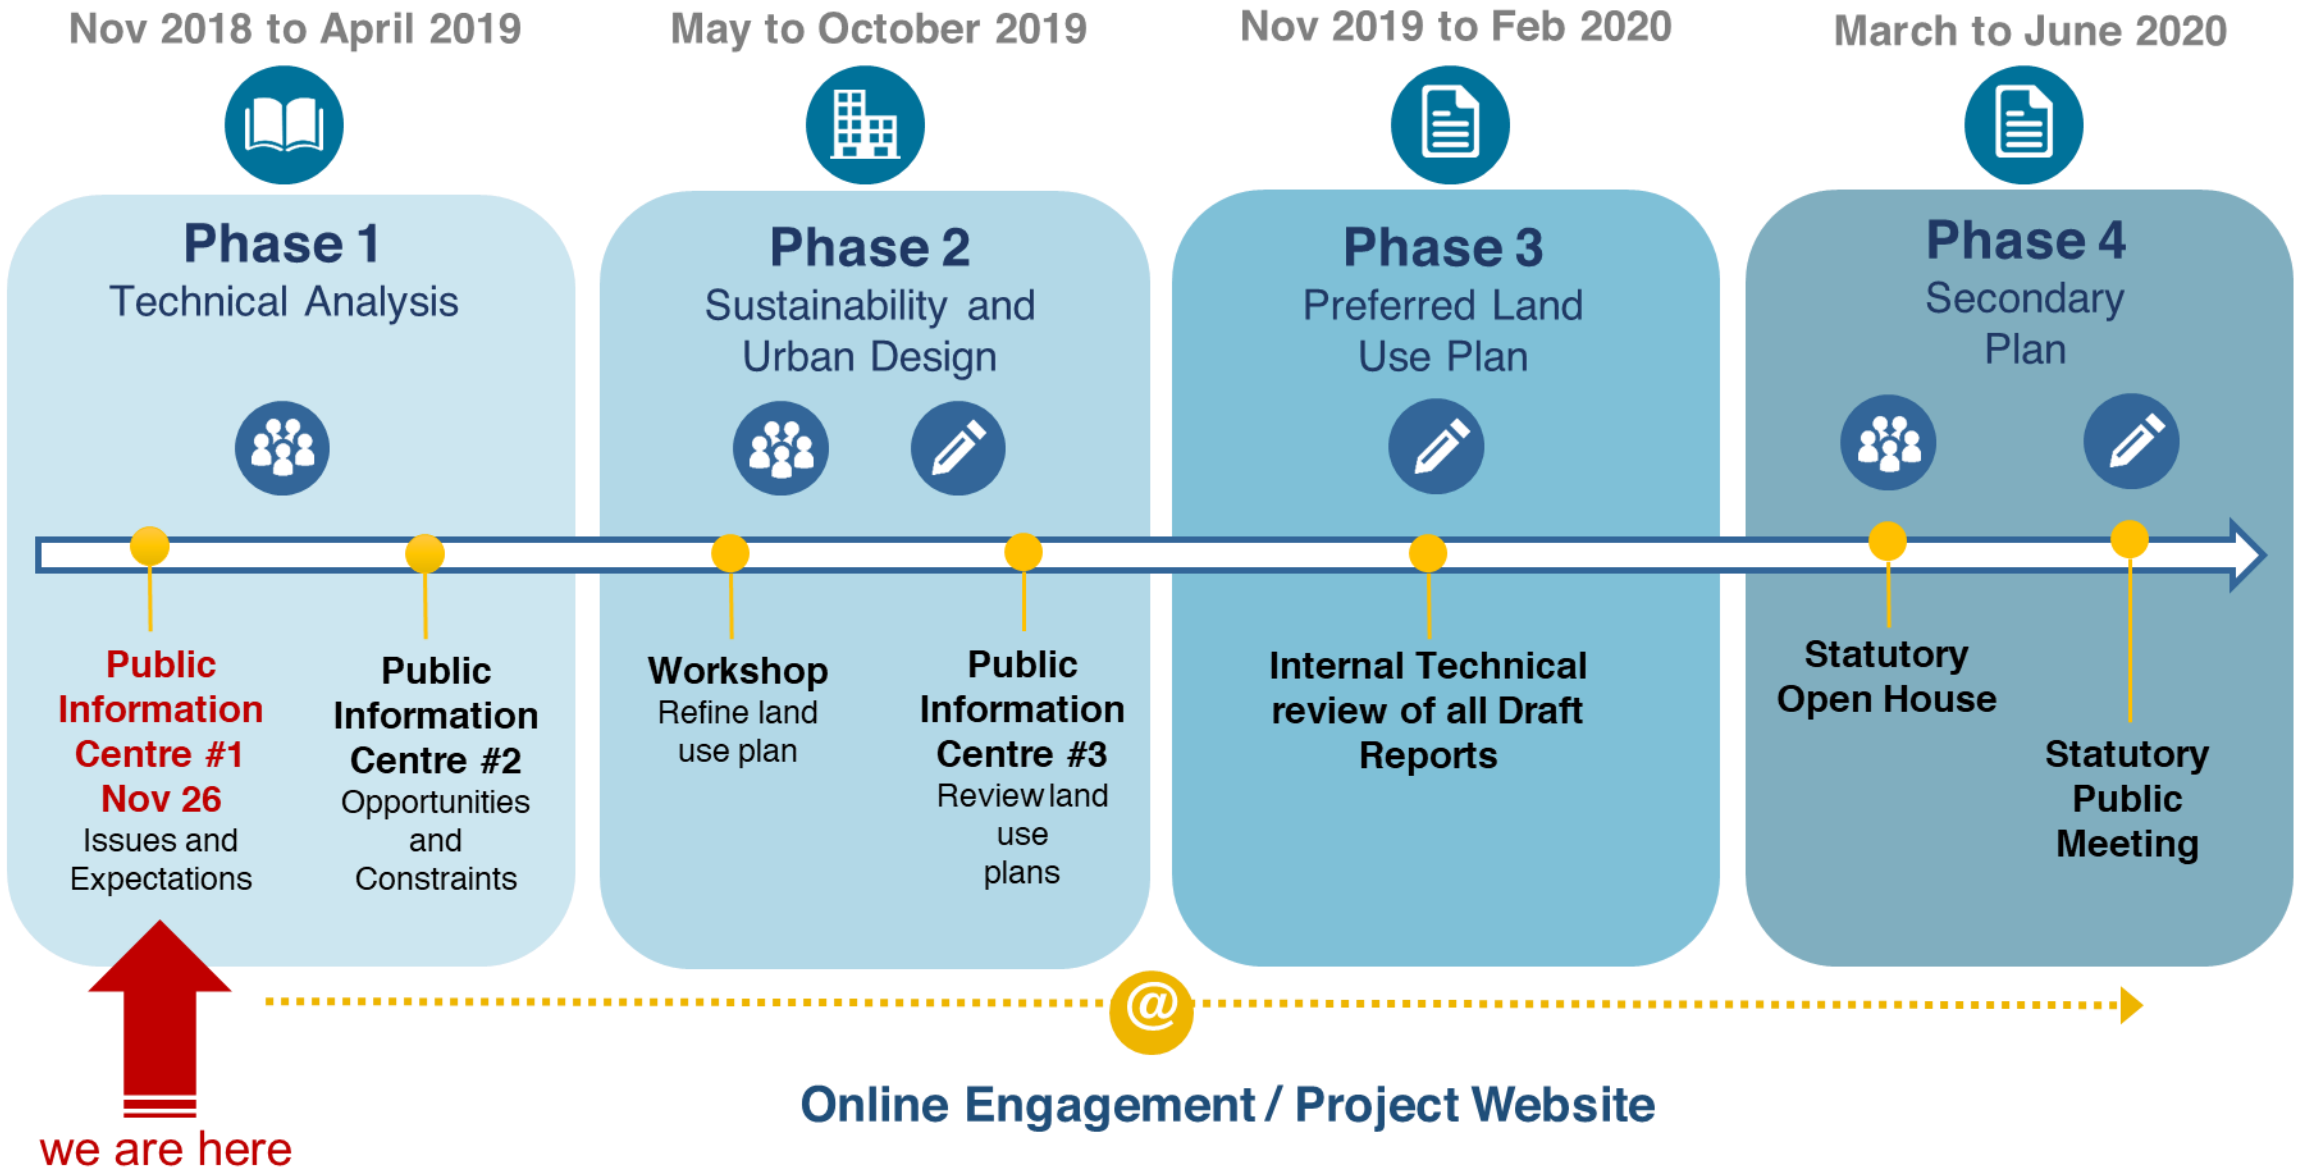 Nov 2018 to April 2019
May to October 2019
Nov 2019 to Feb 2020
March to June 2020
Phase 1
Technical Analysis
Phase 2
Sustainability and
Urban Design
Phase 3
Preferred Land
Use Plan
Phase 4
Secondary
Plan
Public
Information
Centre #1
Nov 26
Issues and
Expectations
Public
Information
Centre #2
Opportunities
and
Constraints
Workshop
Refine land
use plan
Public
Information
Centre #3
Review land
use
plans
Internal Technical
review of all Draft
Reports
Statutory
Open House
Statutory
Public
Meeting
@
Online Engagement / Project Website
we are here